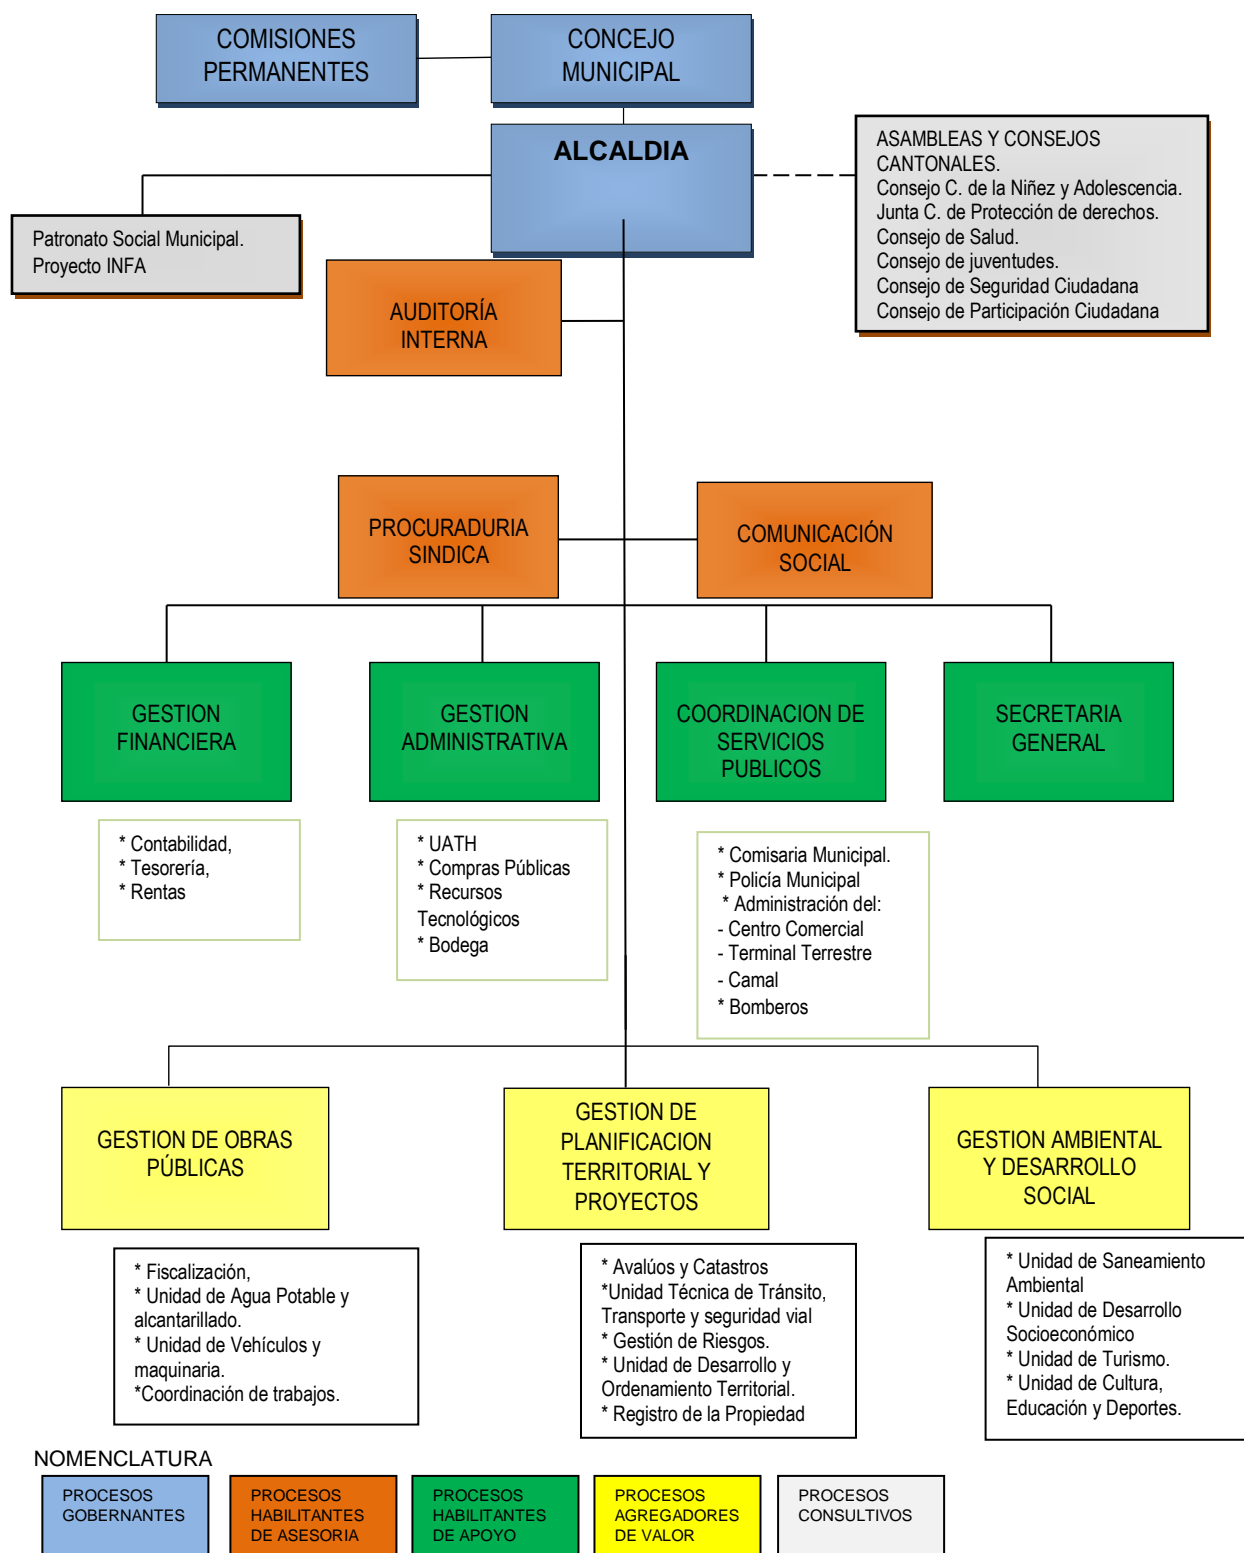 COMISIONES
PERMANENTES
CONCEJO
MUNICIPAL
ALCALDIA
ASAMBLEAS Y CONSEJOS
CANTONALES.
Consejo C. de la Niñez y Adolescencia.
Junta C. de Protección de derechos.
Consejo de Salud.
Consejo de juventudes.
Consejo de Seguridad Ciudadana
Consejo de Participación Ciudadana
Patronato Social Municipal.
Proyecto INFA
AUDITORÍA
INTERNA
PROCURADURIA
SINDICA
COMUNICACIÓN
SOCIAL
GESTION
FINANCIERA
GESTION
ADMINISTRATIVA
COORDINACION DE
SERVICIOS
PUBLICOS
SECRETARIA
GENERAL
* Contabilidad,
* Tesorería,
* Rentas
* UATH
* Compras Públicas
* Recursos
Tecnológicos
* Bodega
* Comisaria Municipal.
* Policía Municipal
* Administración del:
- Centro Comercial
- Terminal Terrestre
- Camal
* Bomberos
GESTION DE OBRAS
PÚBLICAS
GESTION DE
PLANIFICACION
TERRITORIAL Y
PROYECTOS
GESTION AMBIENTAL
Y DESARROLLO
SOCIAL
* Fiscalización,
* Unidad de Agua Potable y
alcantarillado.
* Unidad de Vehículos y
maquinaria.
*Coordinación de trabajos.
* Avalúos y Catastros
*Unidad Técnica de Tránsito,
Transporte y seguridad vial
* Gestión de Riesgos.
* Unidad de Desarrollo y
Ordenamiento Territorial.
* Registro de la Propiedad
* Unidad de Saneamiento
Ambiental
* Unidad de Desarrollo
Socioeconómico
* Unidad de Turismo.
* Unidad de Cultura,
Educación y Deportes.
NOMENCLATURA
PROCESOS
GOBERNANTES
PROCESOS
HABILITANTES
DE ASESORIA
PROCESOS
HABILITANTES
DE APOYO
PROCESOS
AGREGADORES
DE VALOR
PROCESOS
CONSULTIVOS